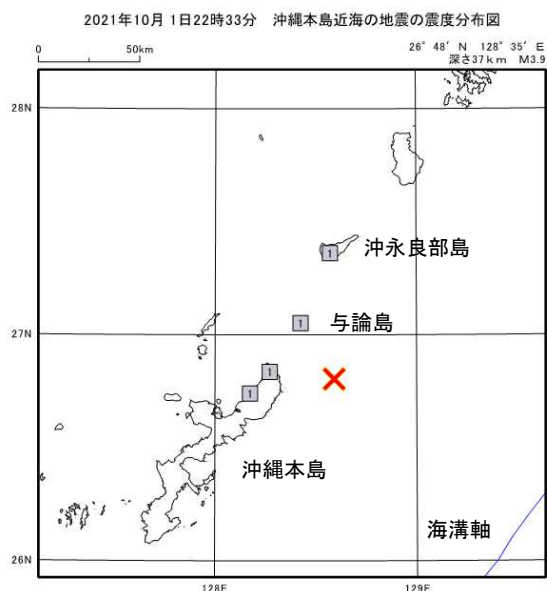 2021年10月 1日22時33分 沖縄本島近海の地震の震度分布図
0 50km
26° 48′ N 128° 35′ E
深さ37km M3.9
28N
沖永良部島
1
与論島
1
27N
1
1
沖縄本島
海溝軸
26N
128E 129E